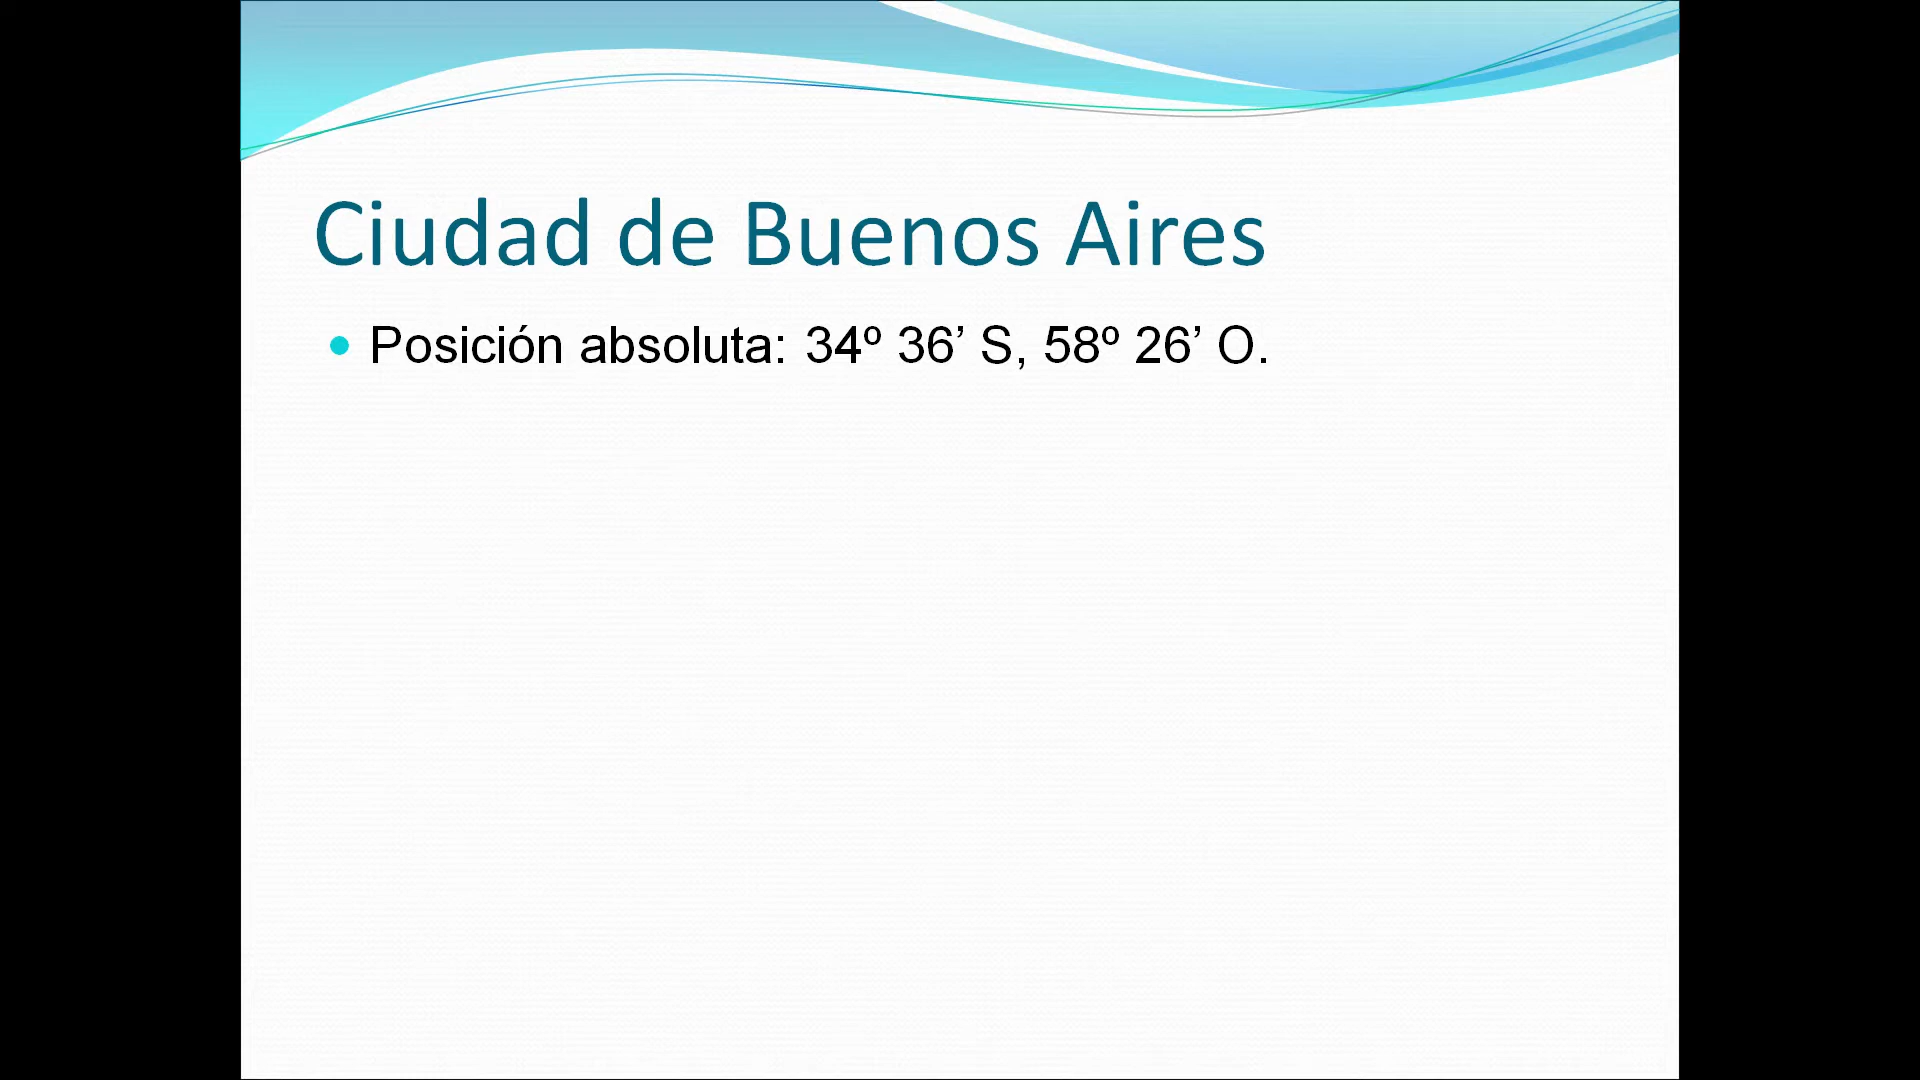 Ciudad de Buenos Aires
• Posición absoluta: 34º 36’ S, 58º 26’ O.